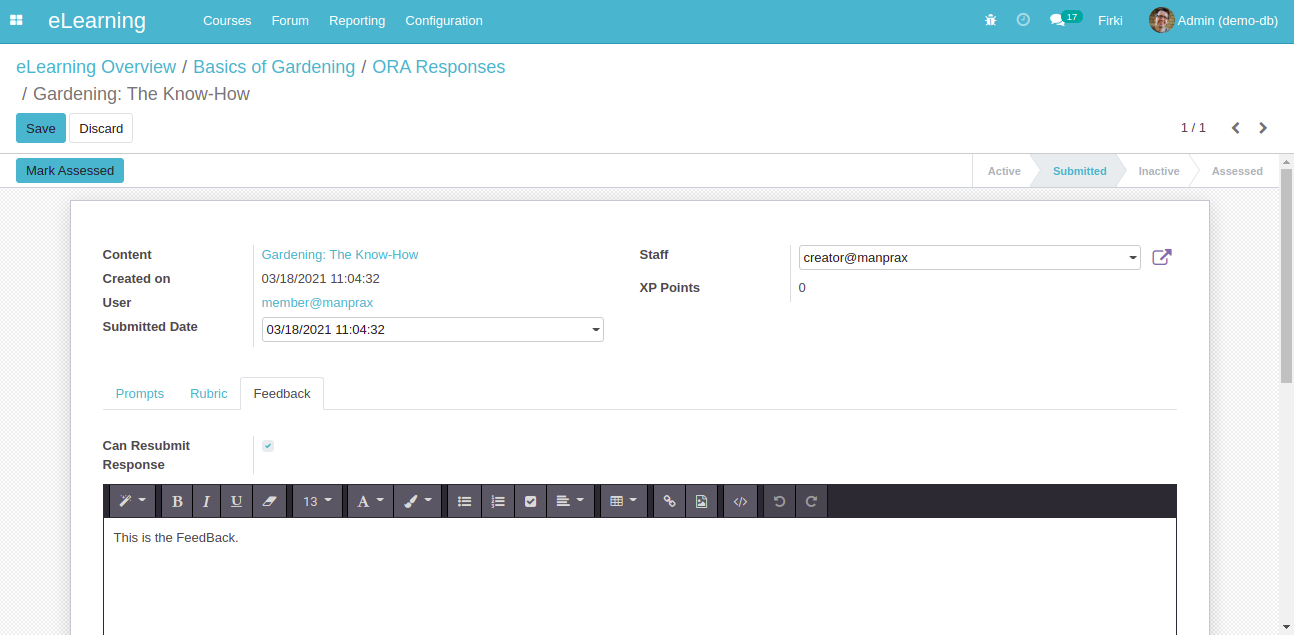 eLearning Courses Forum Reporting Configuration 17 Firki Admin (demo-db)
eLearning Overview / Basics of Gardening / ORA Responses
/ Gardening: The Know-How
Save Discard 1 / 1
Mark Assessed Active Submitted Inactive Assessed
Content Gardening: The Know-How Staff creator@manprax
Created on 03/18/2021 11:04:32
User member@manprax XP Points 0
Submitted Date 03/18/2021 11:04:32
Prompts Rubric Feedback
Can Resubmit
Response
B I U 13 A </>
This is the FeedBack.